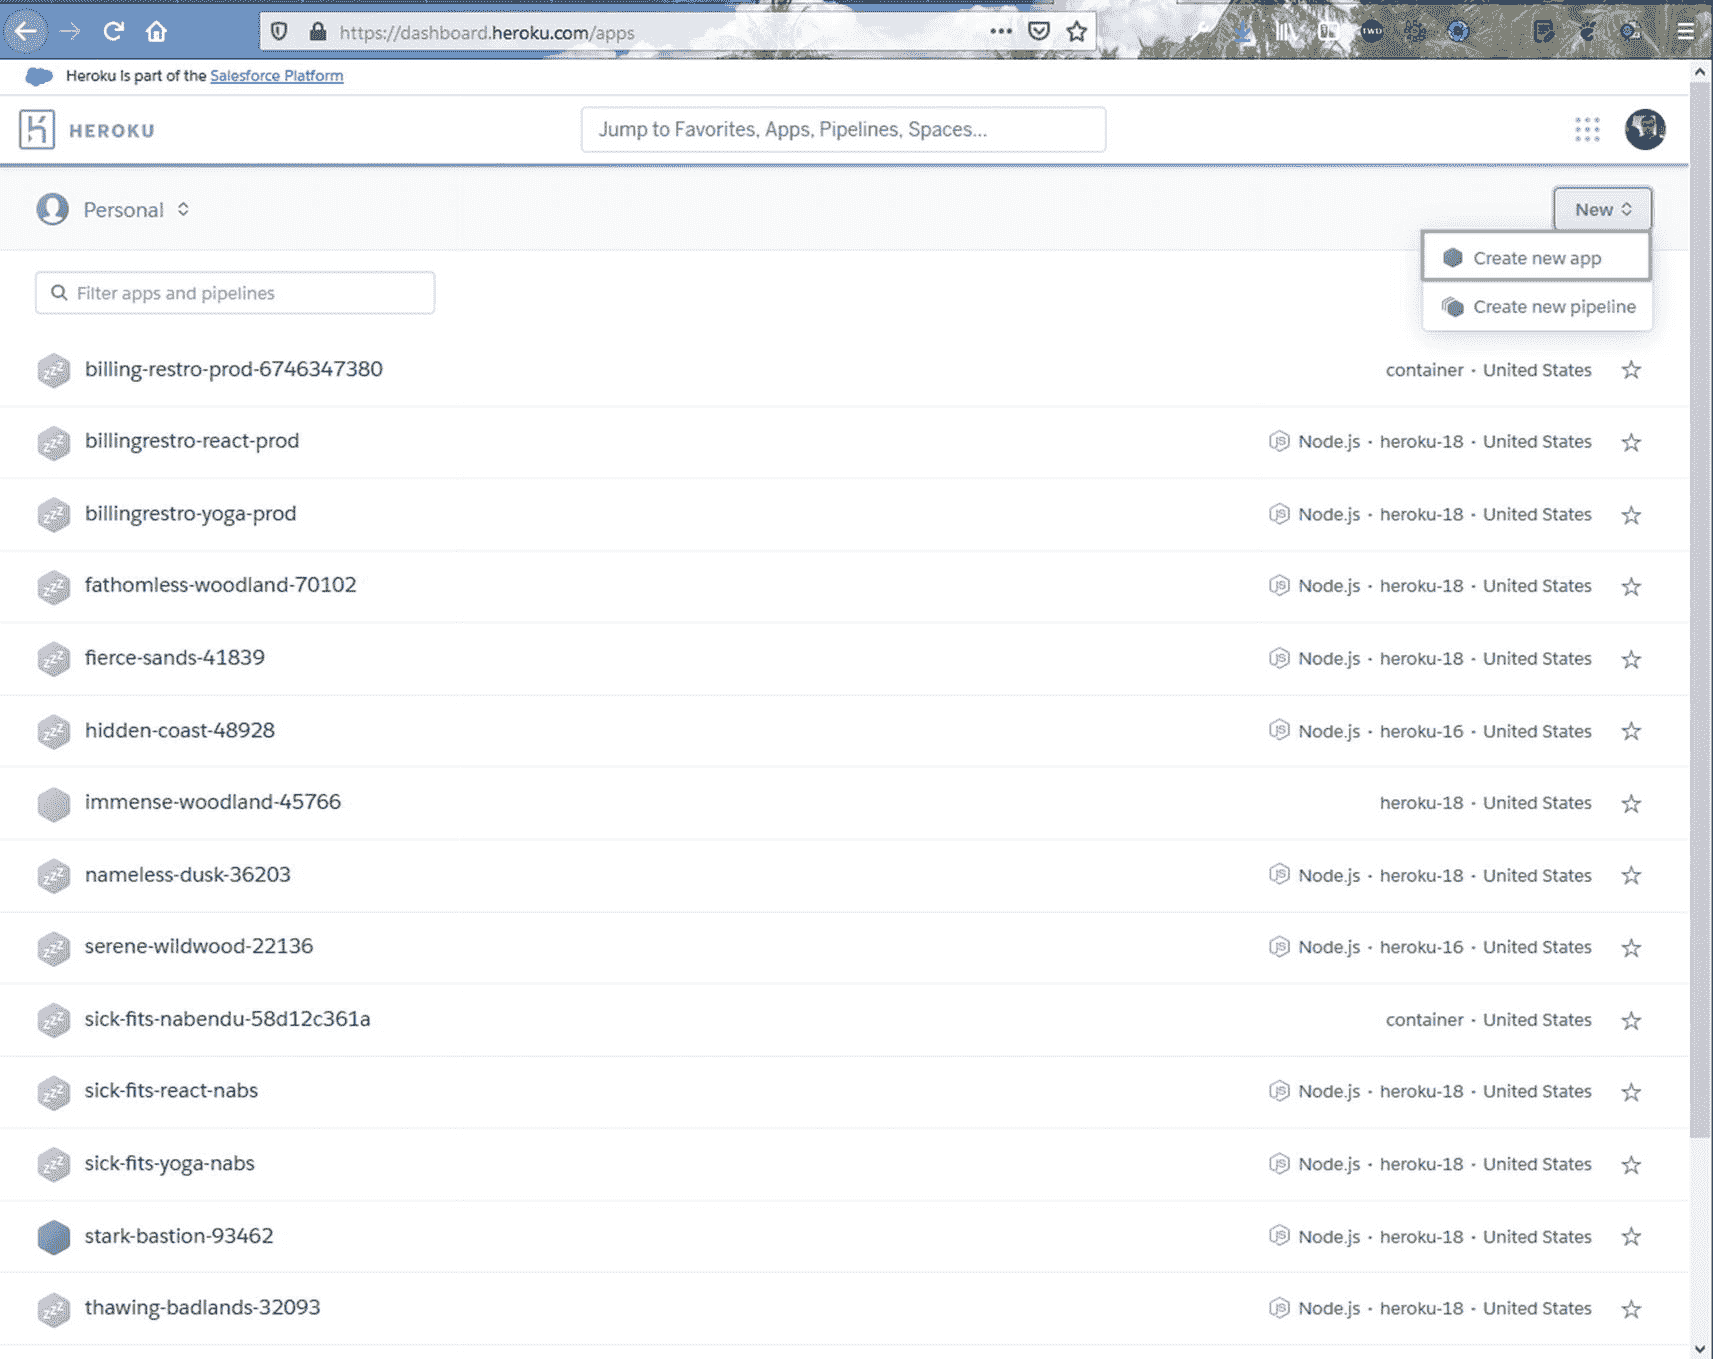 https://dashboard.heroku.com/apps
Heroku is part of the Salesforce Platform
HEROKU
Jump to Favorites, Apps, Pipelines, Spaces...
Personal
New
Create new app
Filter apps and pipelines
Create new pipeline
billing-restro-prod-6746347380 container · United States
billingrestro-react-prod Node.js · heroku-18 · United States
billingrestro-yoga-prod Node.js · heroku-18 · United States
fathomless-woodland-70102 Node.js · heroku-18 · United States
fierce-sands-41839 Node.js · heroku-18 · United States
hidden-coast-48928 Node.js · heroku-16 · United States
immense-woodland-45766 heroku-18 · United States
nameless-dusk-36203 Node.js · heroku-18 · United States
serene-wildwood-22136 Node.js · heroku-16 · United States
sick-fits-nabendu-58d12c361a container · United States
sick-fits-react-nabs Node.js · heroku-18 · United States
sick-fits-yoga-nabs Node.js · heroku-18 · United States
stark-bastion-93462 Node.js · heroku-18 · United States
thawing-badlands-32093 Node.js · heroku-18 · United States